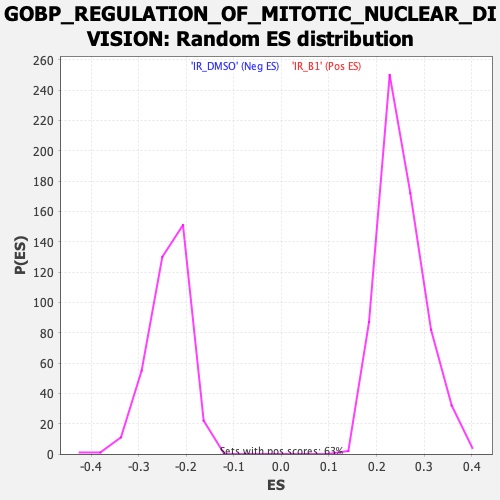 GOBP_REGULATION_OF_MITOTIC_NUCLEAR_DI
VISION: Random ES distribution
'IR_DMSO' (Neg ES) 'IR_B1' (Pos ES)
260
240
220
200
180
160
140
120
100
80
60
40
20
0
P(ES)
Sets with pos scores: 63%
-0.4 -0.3 -0.2 -0.1 0.0 0.1 0.2 0.3 0.4
ES